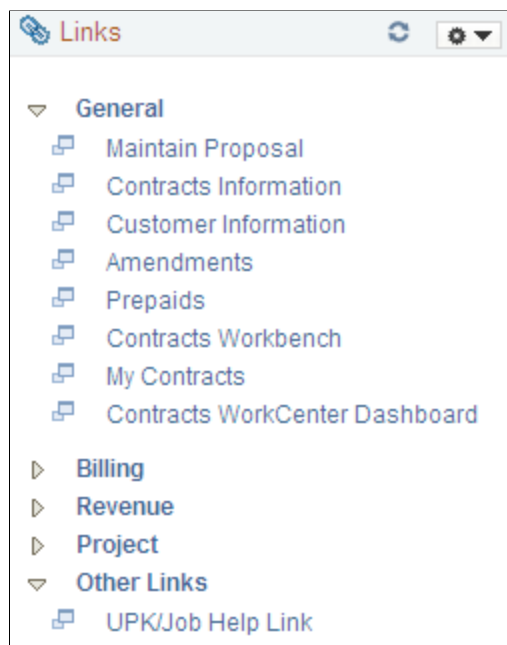 Links
General
Maintain Proposal
Contracts Information
Customer Information
Amendments
Prepaids
Contracts Workbench
My Contracts
Contracts WorkCenter Dashboard
Billing
Revenue
Project
Other Links
UPK/Job Help Link